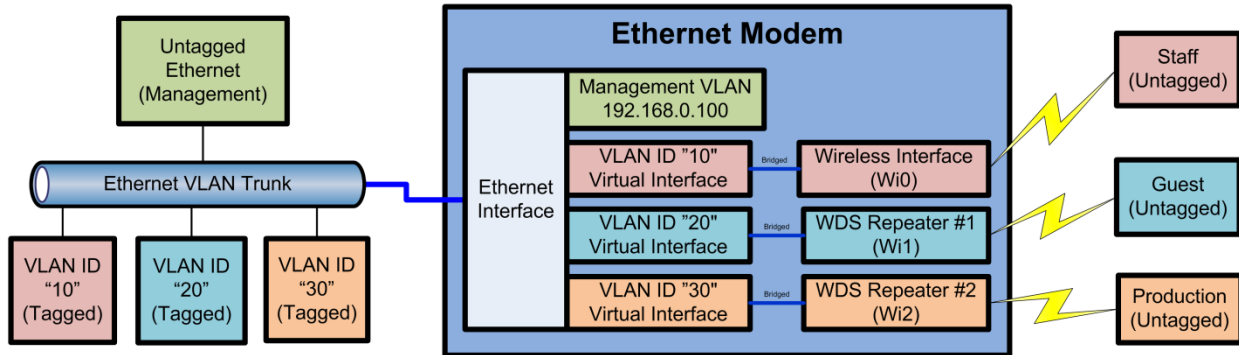 Untagged
Ethernet
(Management)
Ethernet VLAN Trunk
VLAN ID
“10”
(Tagged)
VLAN ID
“20”
(Tagged)
VLAN ID
“30”
(Tagged)
Ethernet Modem
Ethernet
Interface
Management VLAN
192.168.0.100
VLAN ID ”10"
Virtual Interface
Bridged
Wireless Interface
(Wi0)
VLAN ID "20"
Virtual Interface
Bridged
WDS Repeater #1
(Wi1)
VLAN ID "30"
Virtual Interface
Bridged
WDS Repeater #2
(Wi2)
Staff
(Untagged)
Guest
(Untagged)
Production
(Untagged)